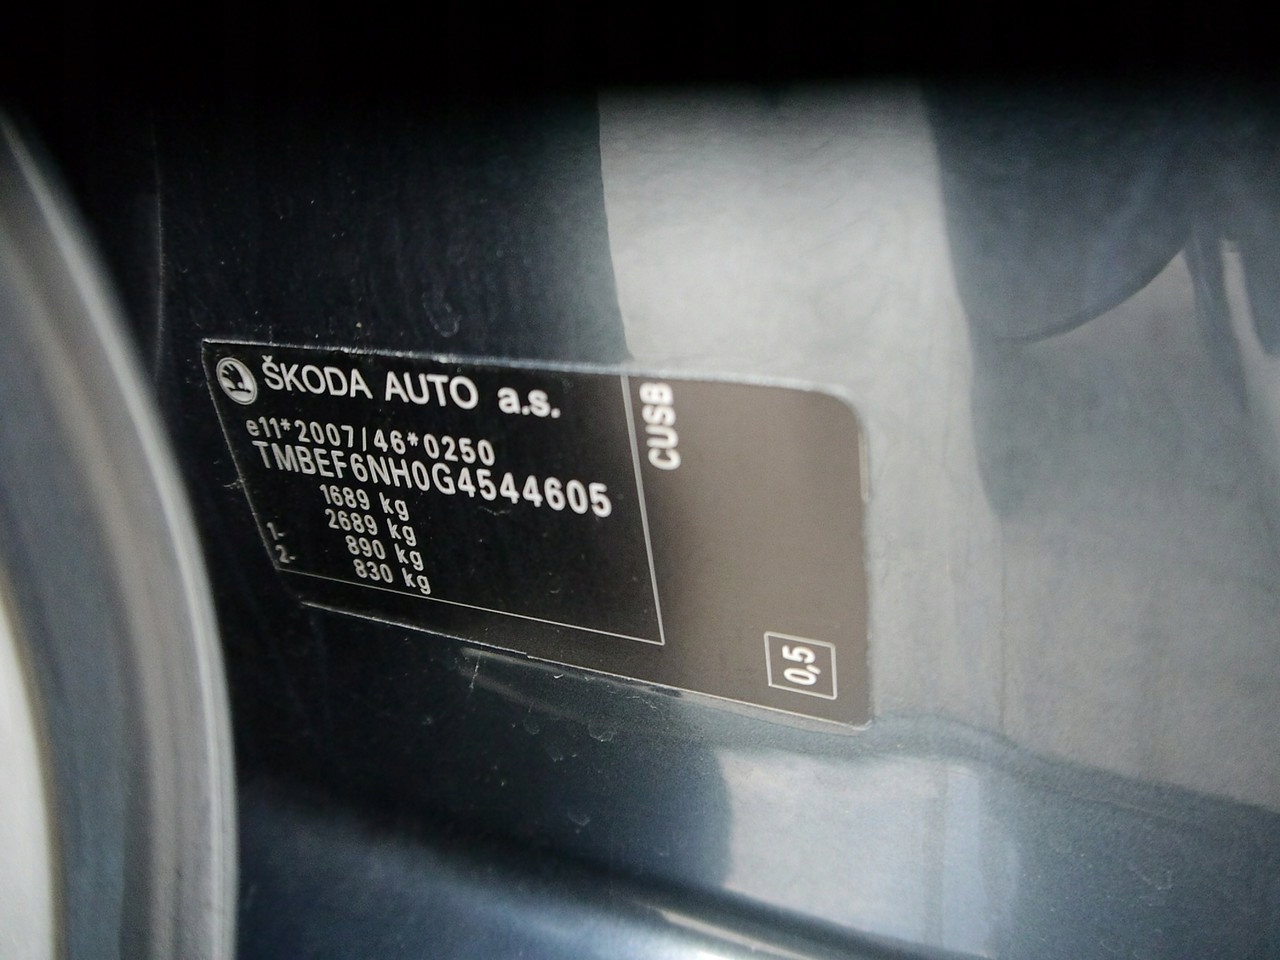 ŠKODA AUTO a.s.
e11*2007/46*0250
TMBEF6NH0G4544605
1689 kg
2689 kg
1- 890 kg
2- 830 kg
CUSB
0,5